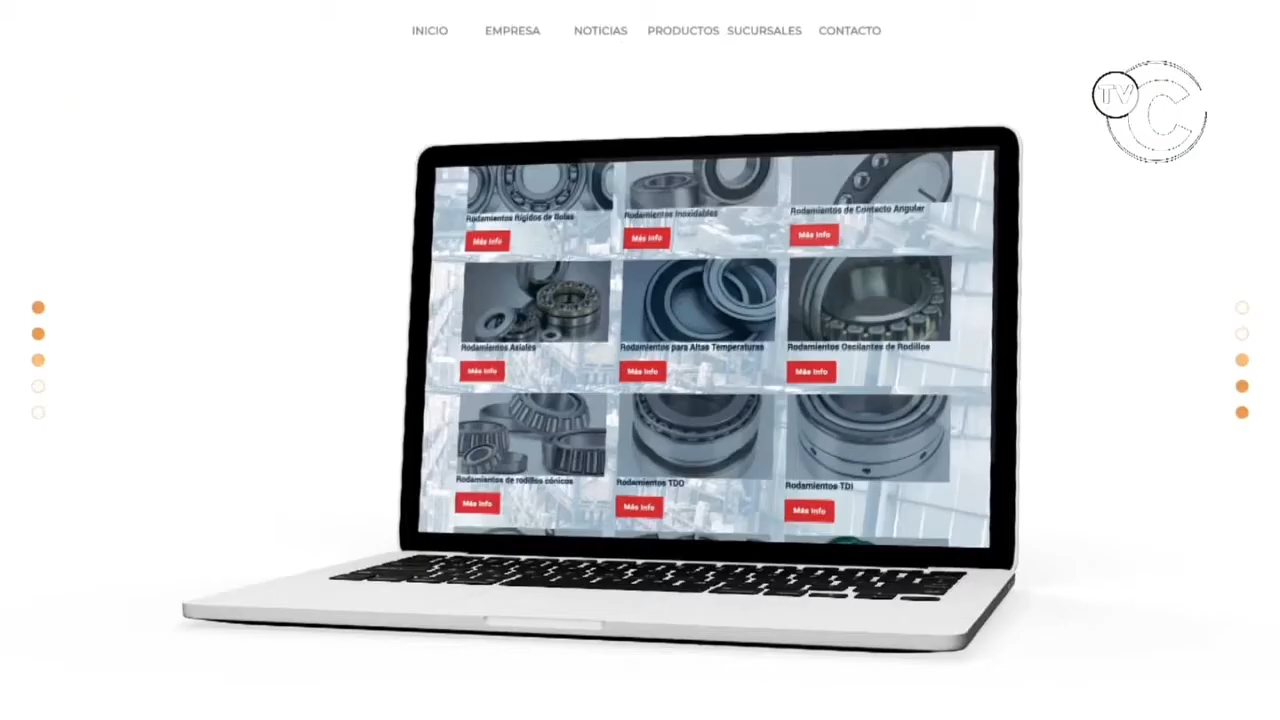 INICIO EMPRESA NOTICIAS PRODUCTOS SUCURSALES CONTACTO
TV C
Rodamientos Rígidos de Bolas Rodamientos Inoxidables Rodamientos de Contacto Angular
Más Info Más Info Más Info
Rodamientos Axiales Rodamientos para Altas Temperaturas Rodamientos Oscilantes de Rodillos
Más Info Más Info Más Info
Rodamientos de rodillos cónicos Rodamientos TDO Rodamientos TDI
Más Info Más Info Más Info